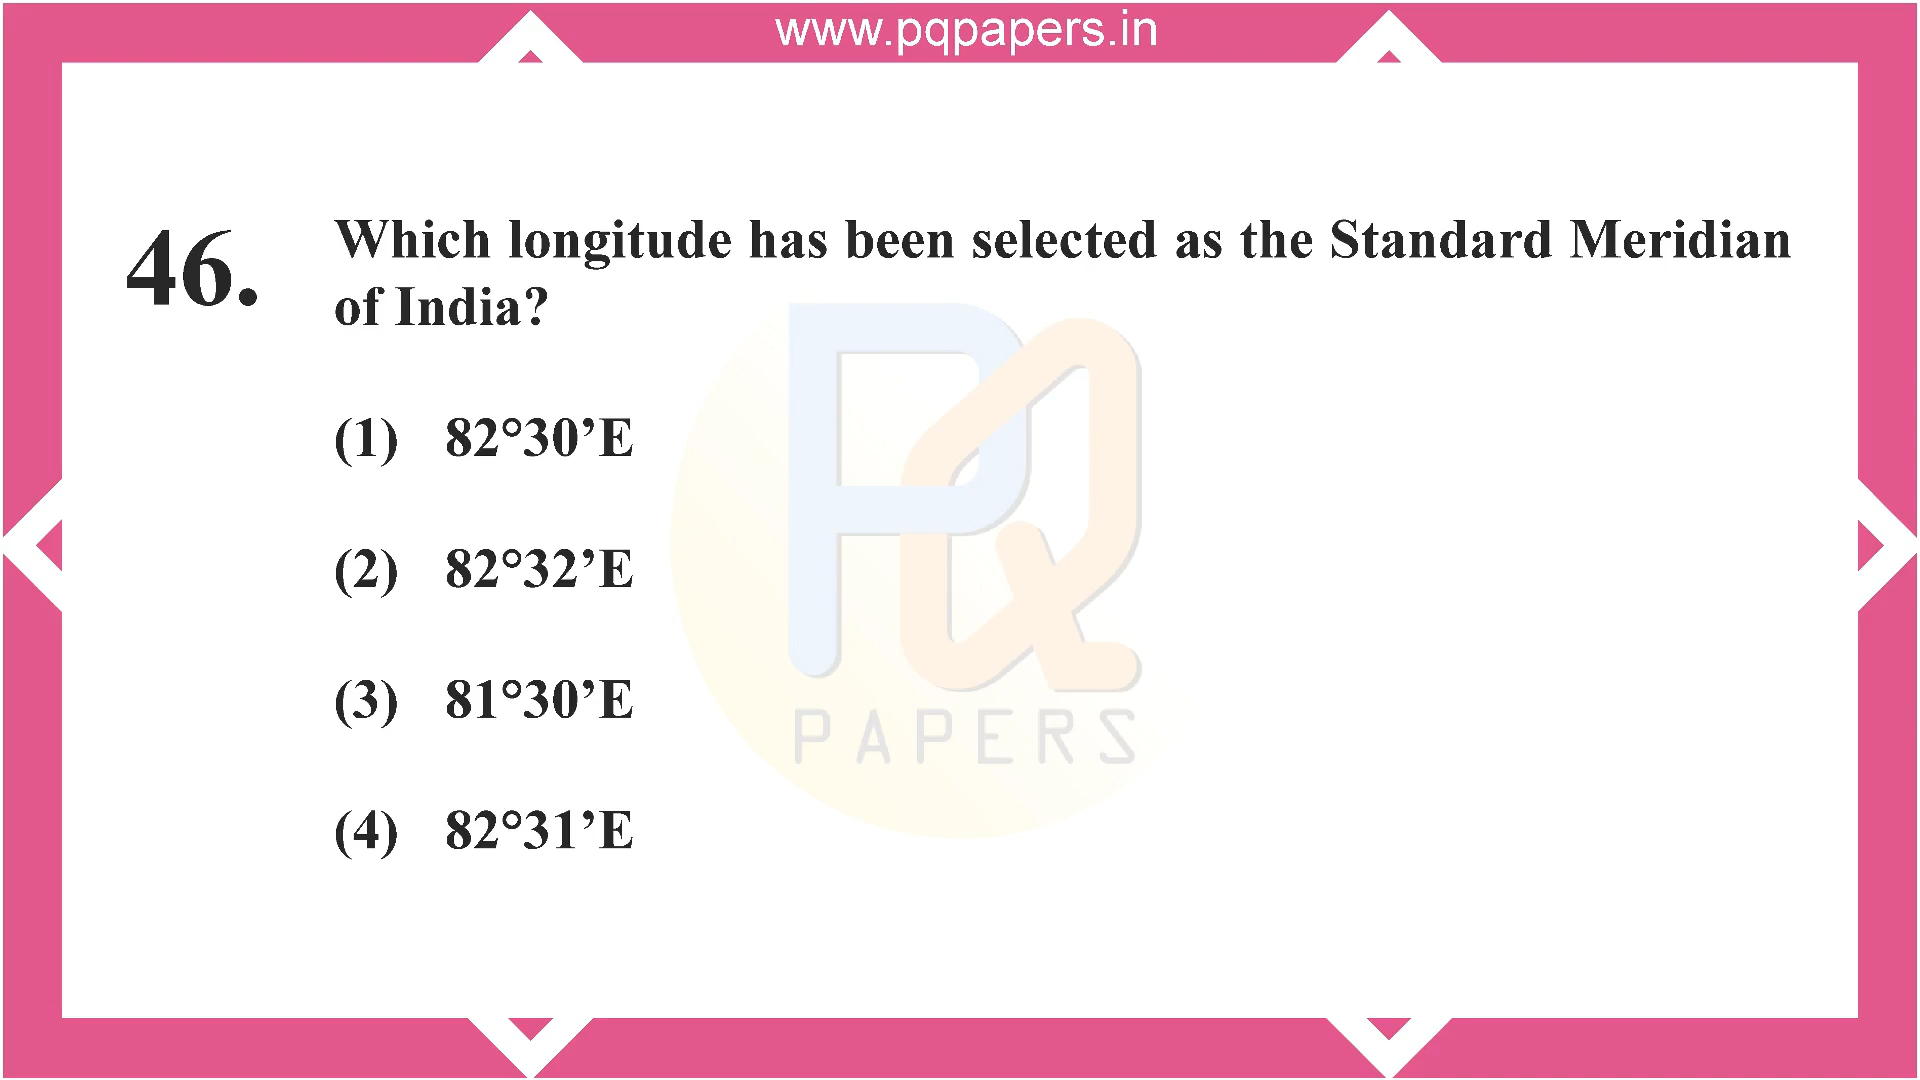 www.pqpapers.in
46. Which longitude has been selected as the Standard Meridian
of India?
(1) 82°30’E
(2) 82°32’E
(3) 81°30’E
(4) 82°31’E
PQ
PAPERS